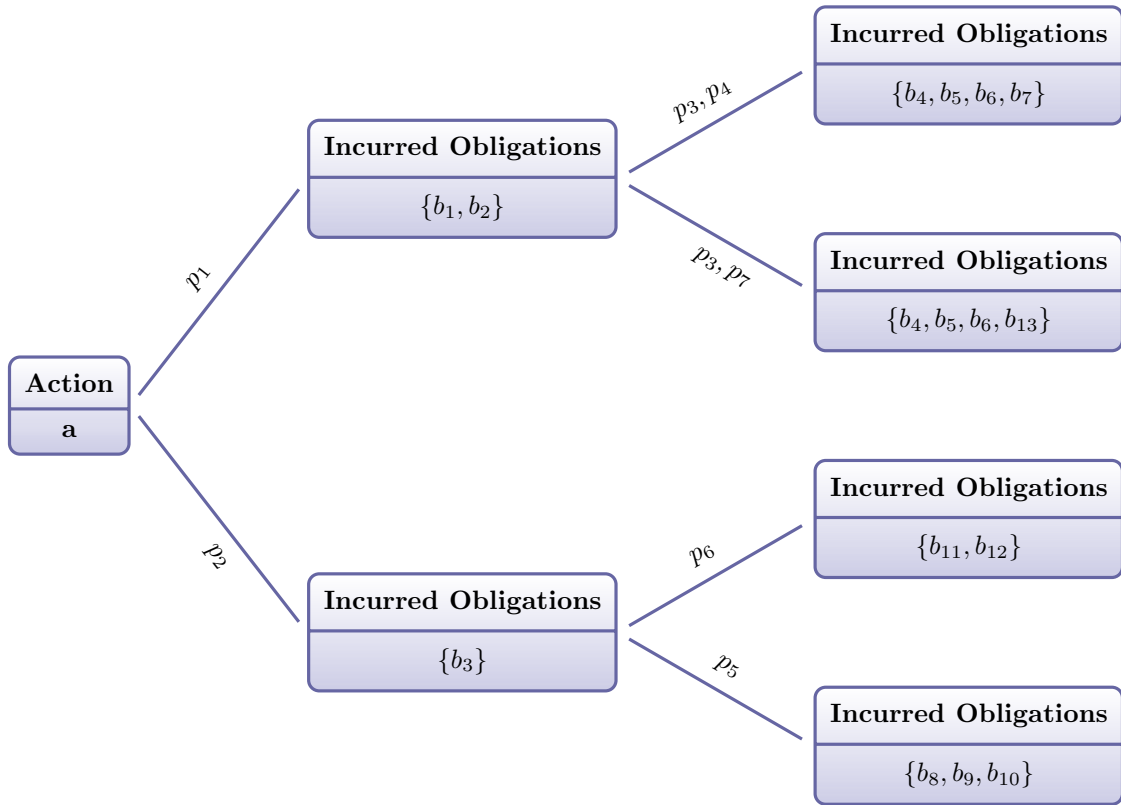 Incurred Obligations
{b₄, b₅, b₆, b₇}
p₃, p₄
Incurred Obligations
{b₁, b₂}
p₃, p₇
Incurred Obligations
{b₄, b₅, b₆, b₁₃}
p₁
Action
a
p₂
Incurred Obligations
{b₁₁, b₁₂}
p₆
Incurred Obligations
{b₃}
p₅
Incurred Obligations
{b₈, b₉, b₁₀}